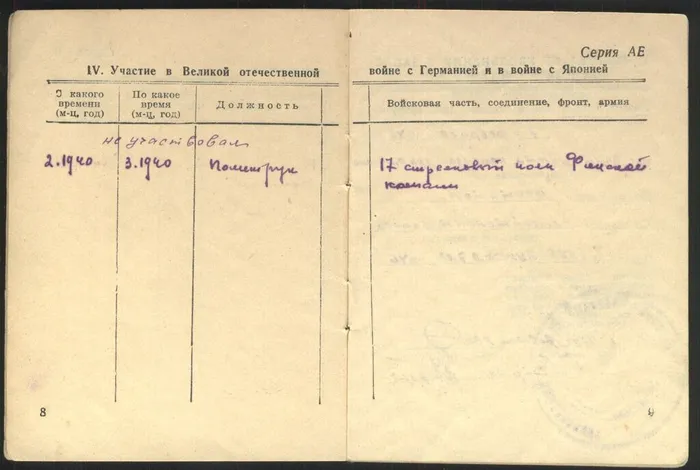 Серия АЕ
IV. Участие в Великой отечественной войне с Германией и в войне с Японией
С какого времени (м-ц, год)
По какое время (м-ц, год)
Должность
Войсковая часть, соединение, фронт, армия
не участвовал
2.1940 3.1940 Политрук 17 стрелковый полк Финской
кампании
8
9